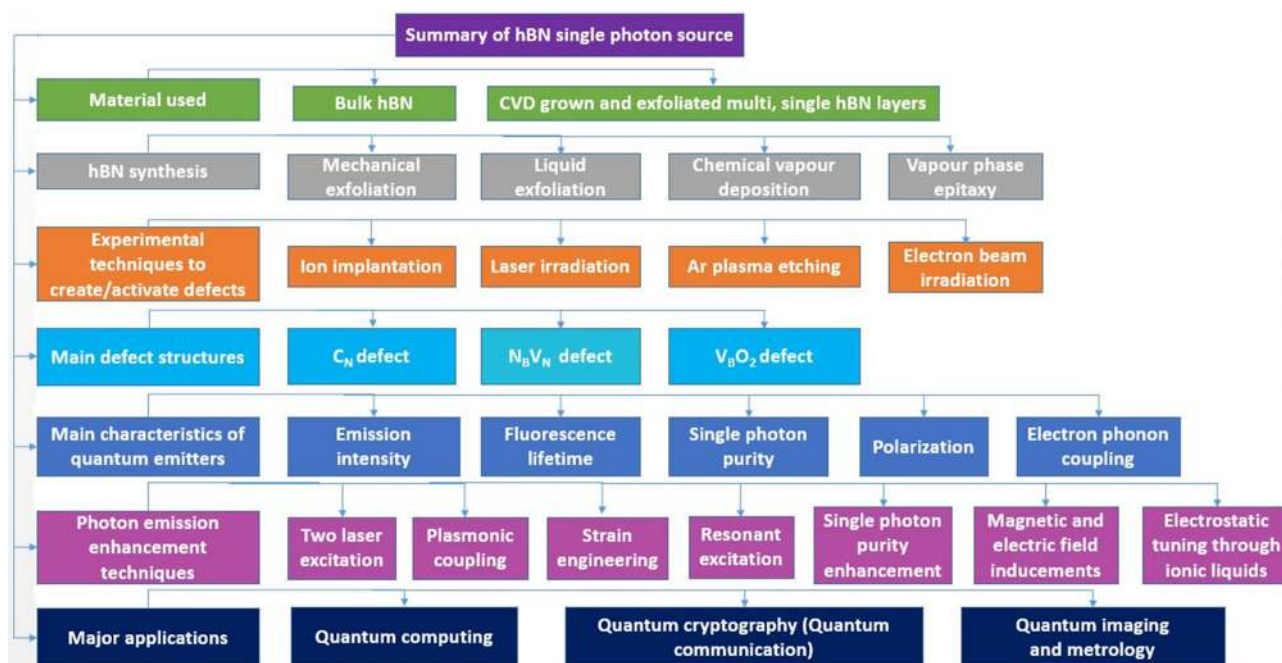 Summary of hBN single photon source
Material used
Bulk hBN
CVD grown and exfoliated multi, single hBN layers
hBN synthesis
Mechanical
exfoliation
Liquid
exfoliation
Chemical vapour
deposition
Vapour phase
epitaxy
Experimental
techniques to
create/activate defects
Ion implantation
Laser irradiation
Ar plasma etching
Electron beam
irradiation
Main defect structures
C_N defect
N_BV_N defect
V_BO_2 defect
Main characteristics of
quantum emitters
Emission
intensity
Fluorescence
lifetime
Single photon
purity
Polarization
Electron phonon
coupling
Photon emission
enhancement
techniques
Two laser
excitation
Plasmonic
coupling
Strain
engineering
Resonant
excitation
Single photon
purity
enhancement
Magnetic and
electric field
inducements
Electrostatic
tuning through
ionic liquids
Major applications
Quantum computing
Quantum cryptography (Quantum
communication)
Quantum imaging
and metrology